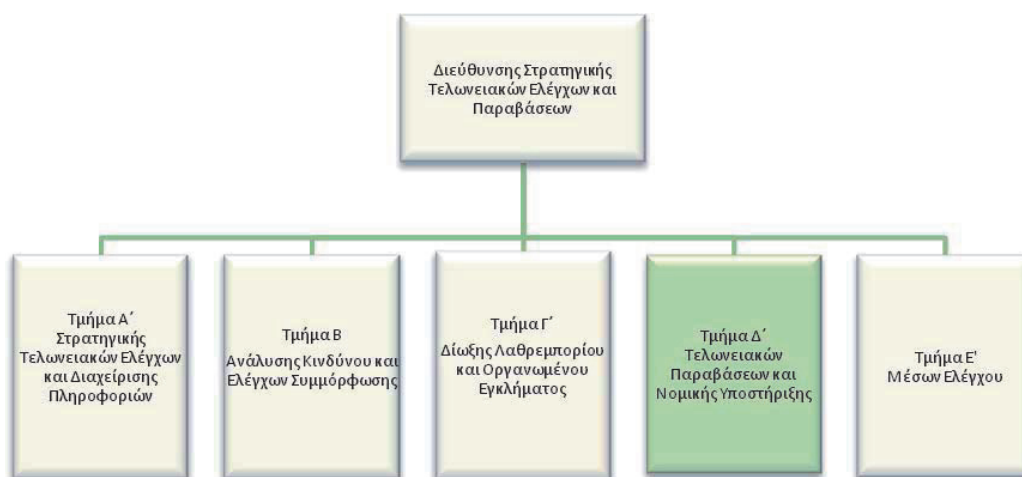 Διεύθυνσης Στρατηγικής
Τελωνειακών Ελέγχων και
Παραβάσεων
Τμήμα Α΄
Στρατηγικής
Τελωνειακών Ελέγχων
και Διαχείρισης
Πληροφοριών
Τμήμα Β
Ανάλυσης Κινδύνου και
Ελέγχων Συμμόρφωσης
Τμήμα Γ΄
Δίωξης Λαθρεμπορίου
και Οργανωμένου
Εγκλήματος
Τμήμα Δ΄
Τελωνειακών
Παραβάσεων και
Νομικής Υποστήριξης
Τμήμα Ε'
Μέσων Ελέγχου